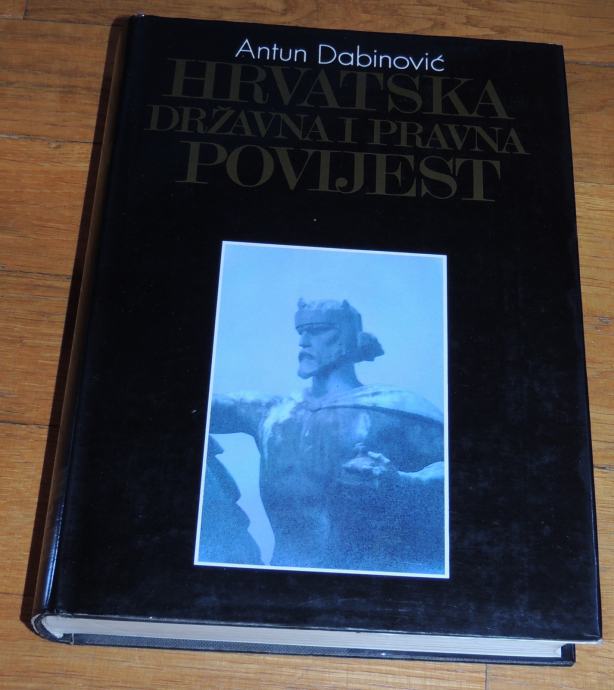 Antun Dabinović
HRVATSKA
DRŽAVNA I PRAVNA
POVIJEST